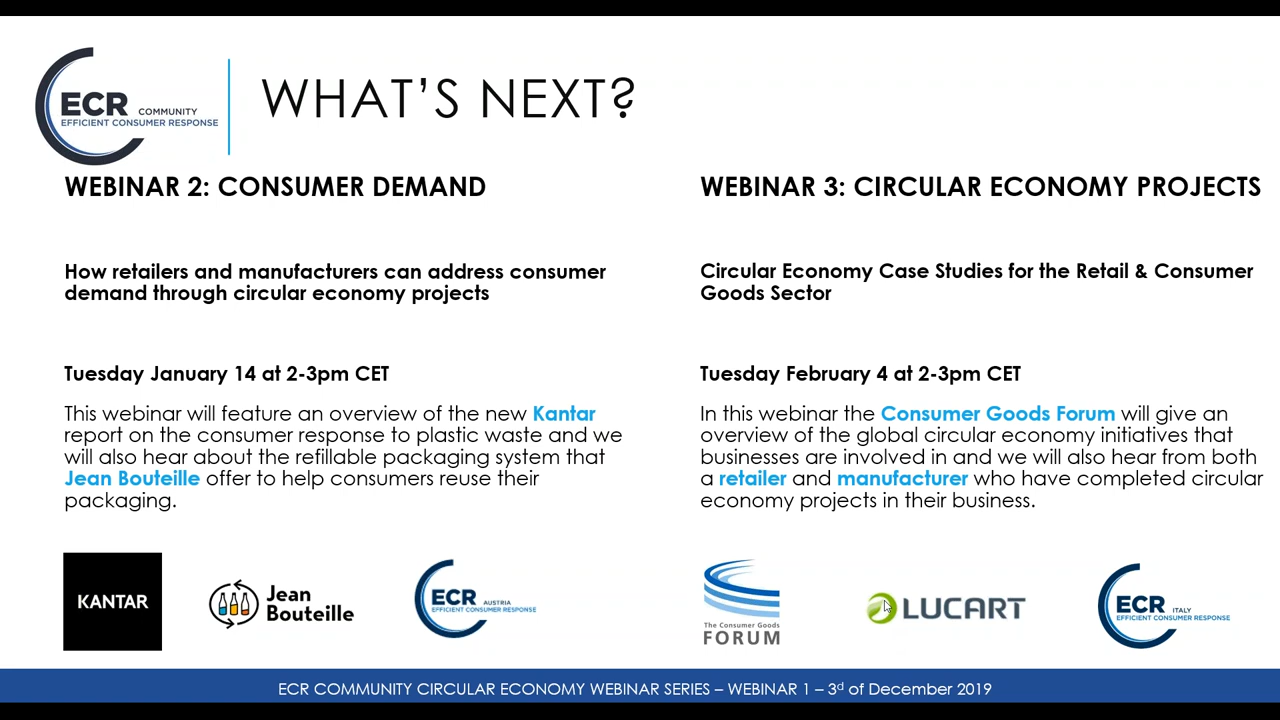 ECR COMMUNITY
EFFICIENT CONSUMER RESPONSE
WHAT'S NEXT?
WEBINAR 2: CONSUMER DEMAND
How retailers and manufacturers can address consumer
demand through circular economy projects
Tuesday January 14 at 2-3pm CET
This webinar will feature an overview of the new Kantar
report on the consumer response to plastic waste and we
will also hear about the refillable packaging system that
Jean Bouteille offer to help consumers reuse their
packaging.
KANTAR
Jean
Bouteille
ECR AUSTRIA
EFFICIENT CONSUMER RESPONSE
WEBINAR 3: CIRCULAR ECONOMY PROJECTS
Circular Economy Case Studies for the Retail & Consumer
Goods Sector
Tuesday February 4 at 2-3pm CET
In this webinar the Consumer Goods Forum will give an
overview of the global circular economy initiatives that
businesses are involved in and we will also hear from both
a retailer and manufacturer who have completed circular
economy projects in their business.
The Consumer Goods
FORUM
LUCART
ECR ITALY
EFFICIENT CONSUMER RESPONSE
ECR COMMUNITY CIRCULAR ECONOMY WEBINAR SERIES – WEBINAR 1 – 3d of December 2019